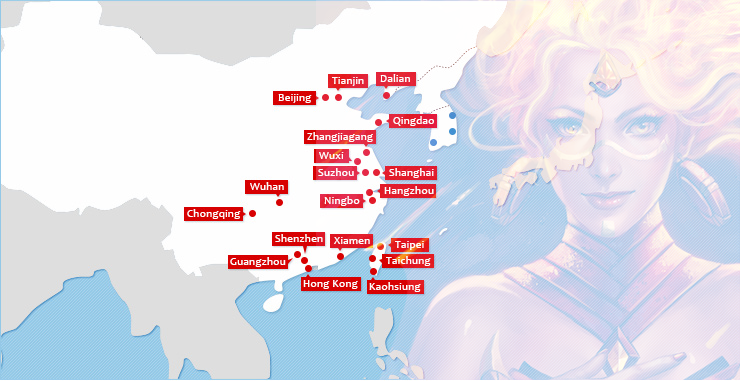 Tianjin
Dalian
Beijing
Qingdao
Zhangjiagang
Wuxi
Suzhou
Shanghai
Wuhan
Hangzhou
Ningbo
Chongqing
Shenzhen
Xiamen
Taipei
Guangzhou
Taichung
Hong Kong
Kaohsiung